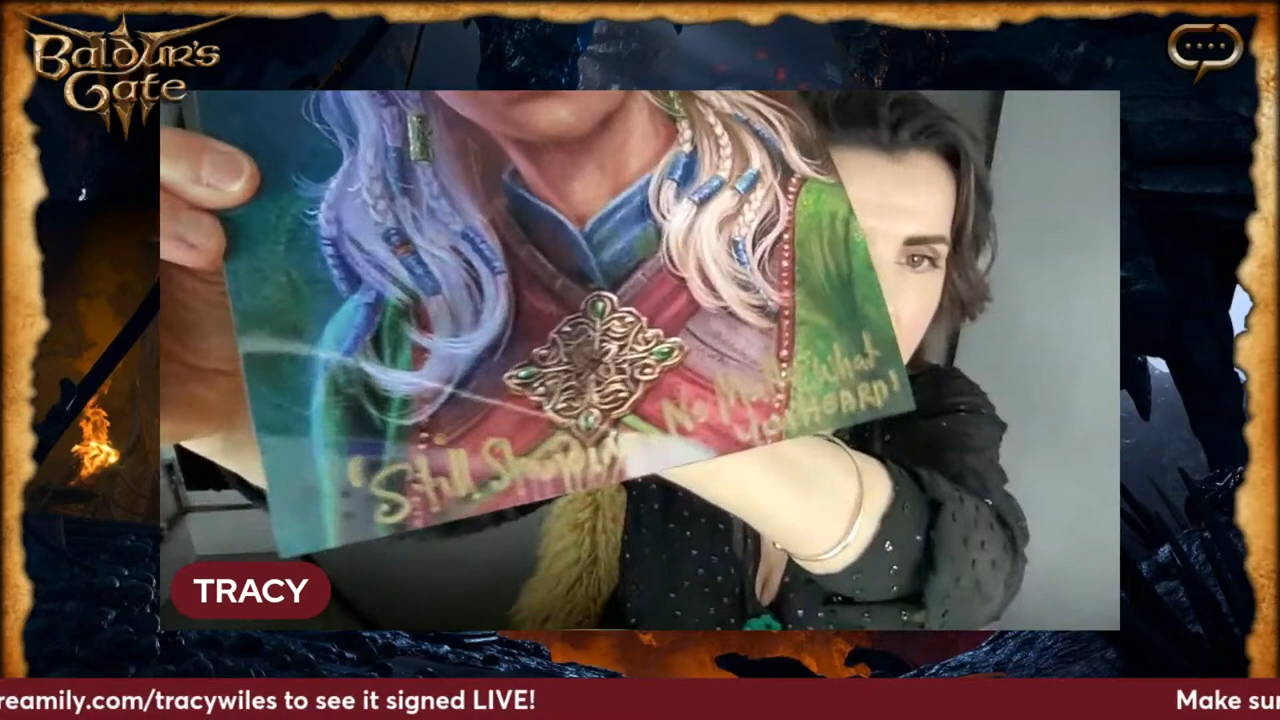 Baldur's
Gate
III
"Still Strappin
No Matter What
you HEARD!
TRACY
reamily.com/tracywiles to see it signed LIVE!
Make sur